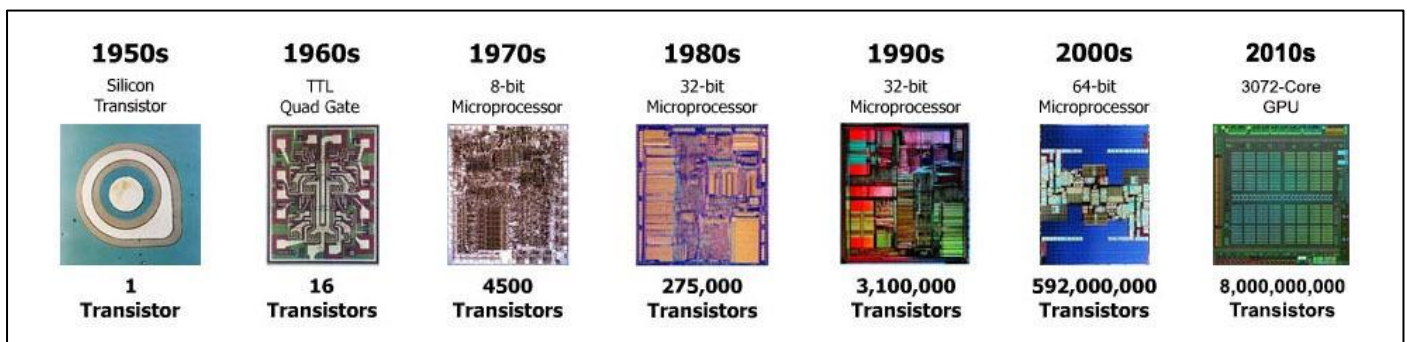 1950s
Silicon
Transistor
1
Transistor
1960s
TTL
Quad Gate
16
Transistors
1970s
8-bit
Microprocessor
4500
Transistors
1980s
32-bit
Microprocessor
275,000
Transistors
1990s
32-bit
Microprocessor
3,100,000
Transistors
2000s
64-bit
Microprocessor
592,000,000
Transistors
2010s
3072-Core
GPU
8,000,000,000
Transistors